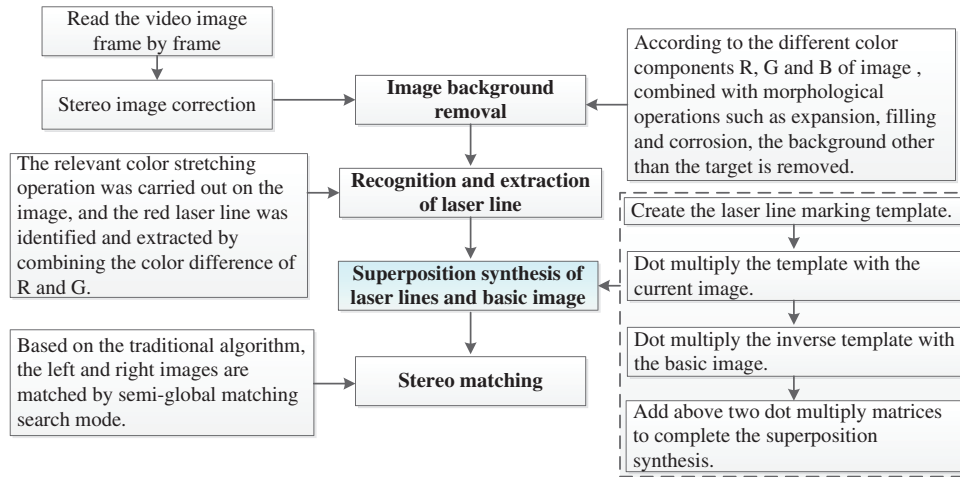 Read the video image
frame by frame
Stereo image correction
Image background
removal
According to the different color
components R, G and B of image ,
combined with morphological
operations such as expansion, filling
and corrosion, the background other
than the target is removed.
The relevant color stretching
operation was carried out on the
image, and the red laser line was
identified and extracted by
combining the color difference of
R and G.
Recognition and extraction
of laser line
Superposition synthesis of
laser lines and basic image
Create the laser line marking template.
Dot multiply the template with the
current image.
Dot multiply the inverse template with
the basic image.
Add above two dot multiply matrices
to complete the superposition
synthesis.
Based on the traditional algorithm,
the left and right images are
matched by semi-global matching
search mode.
Stereo matching